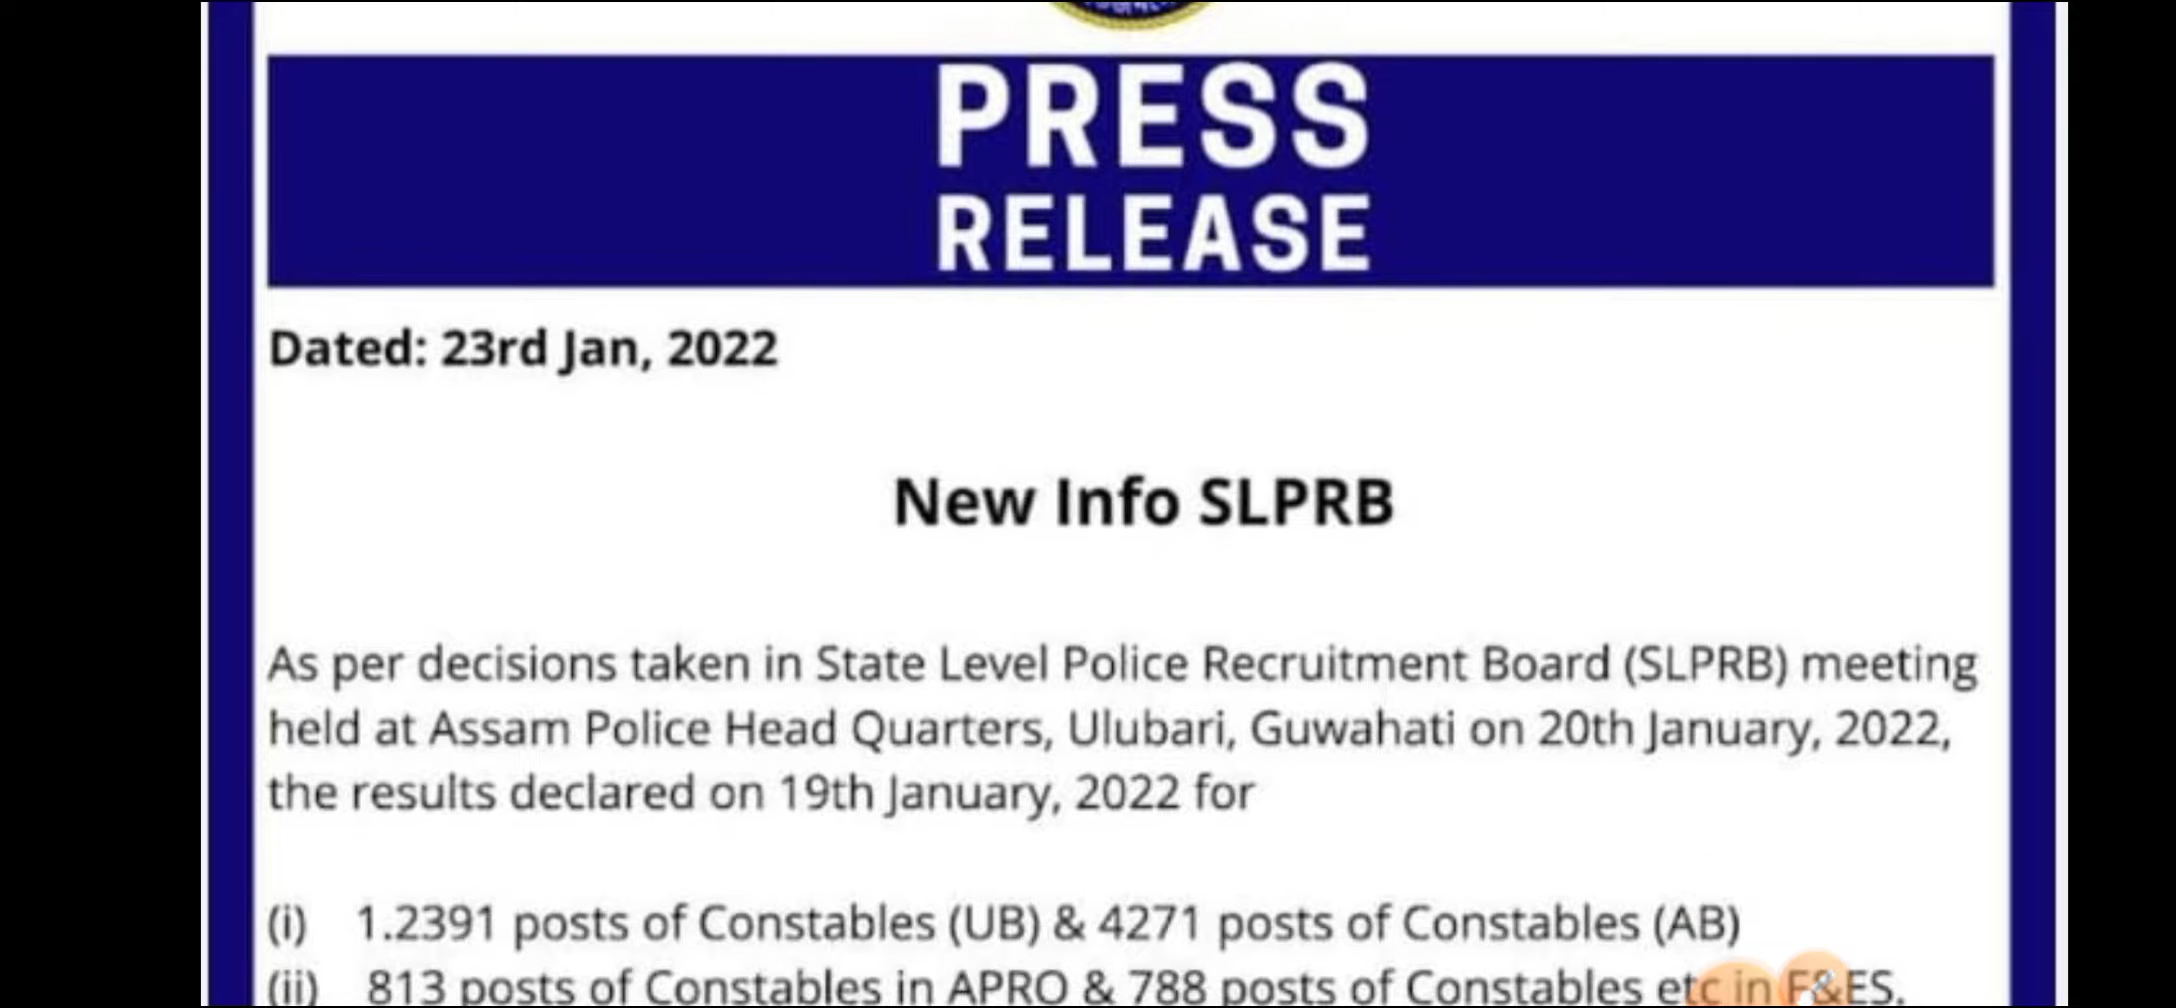 PRESS
RELEASE
Dated: 23rd Jan, 2022
New Info SLPRB
As per decisions taken in State Level Police Recruitment Board (SLPRB) meeting
held at Assam Police Head Quarters, Ulubari, Guwahati on 20th January, 2022,
the results declared on 19th January, 2022 for
(i) 1.2391 posts of Constables (UB) & 4271 posts of Constables (AB)
(ii) 813 posts of Constables in APRO & 788 posts of Constables etc in F&ES.